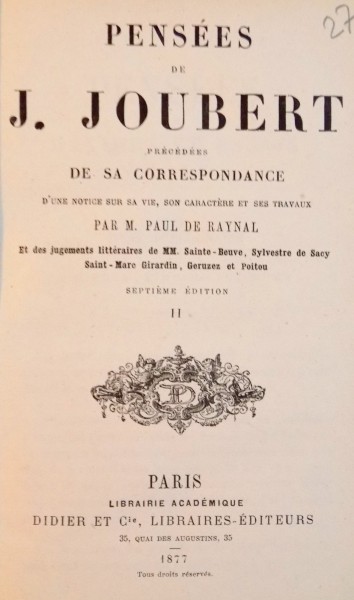 27
PENSÉES
DE
J. JOUBERT
PRÉCÉDÉES
DE SA CORRESPONDANCE
D'UNE NOTICE SUR SA VIE, SON CARACTÈRE ET SES TRAVAUX
PAR M. PAUL DE RAYNAL
Et des jugements littéraires de MM. Sainte-Beuve, Sylvestre de Sacy
Saint-Marc Girardin, Geruzez et Poitou
SEPTIÈME ÉDITION
II
PARIS
LIBRAIRIE ACADÉMIQUE
DIDIER ET Cie, LIBRAIRES-ÉDITEURS
35, QUAI DES AUGUSTINS, 35
1877
Tous droits réservés.